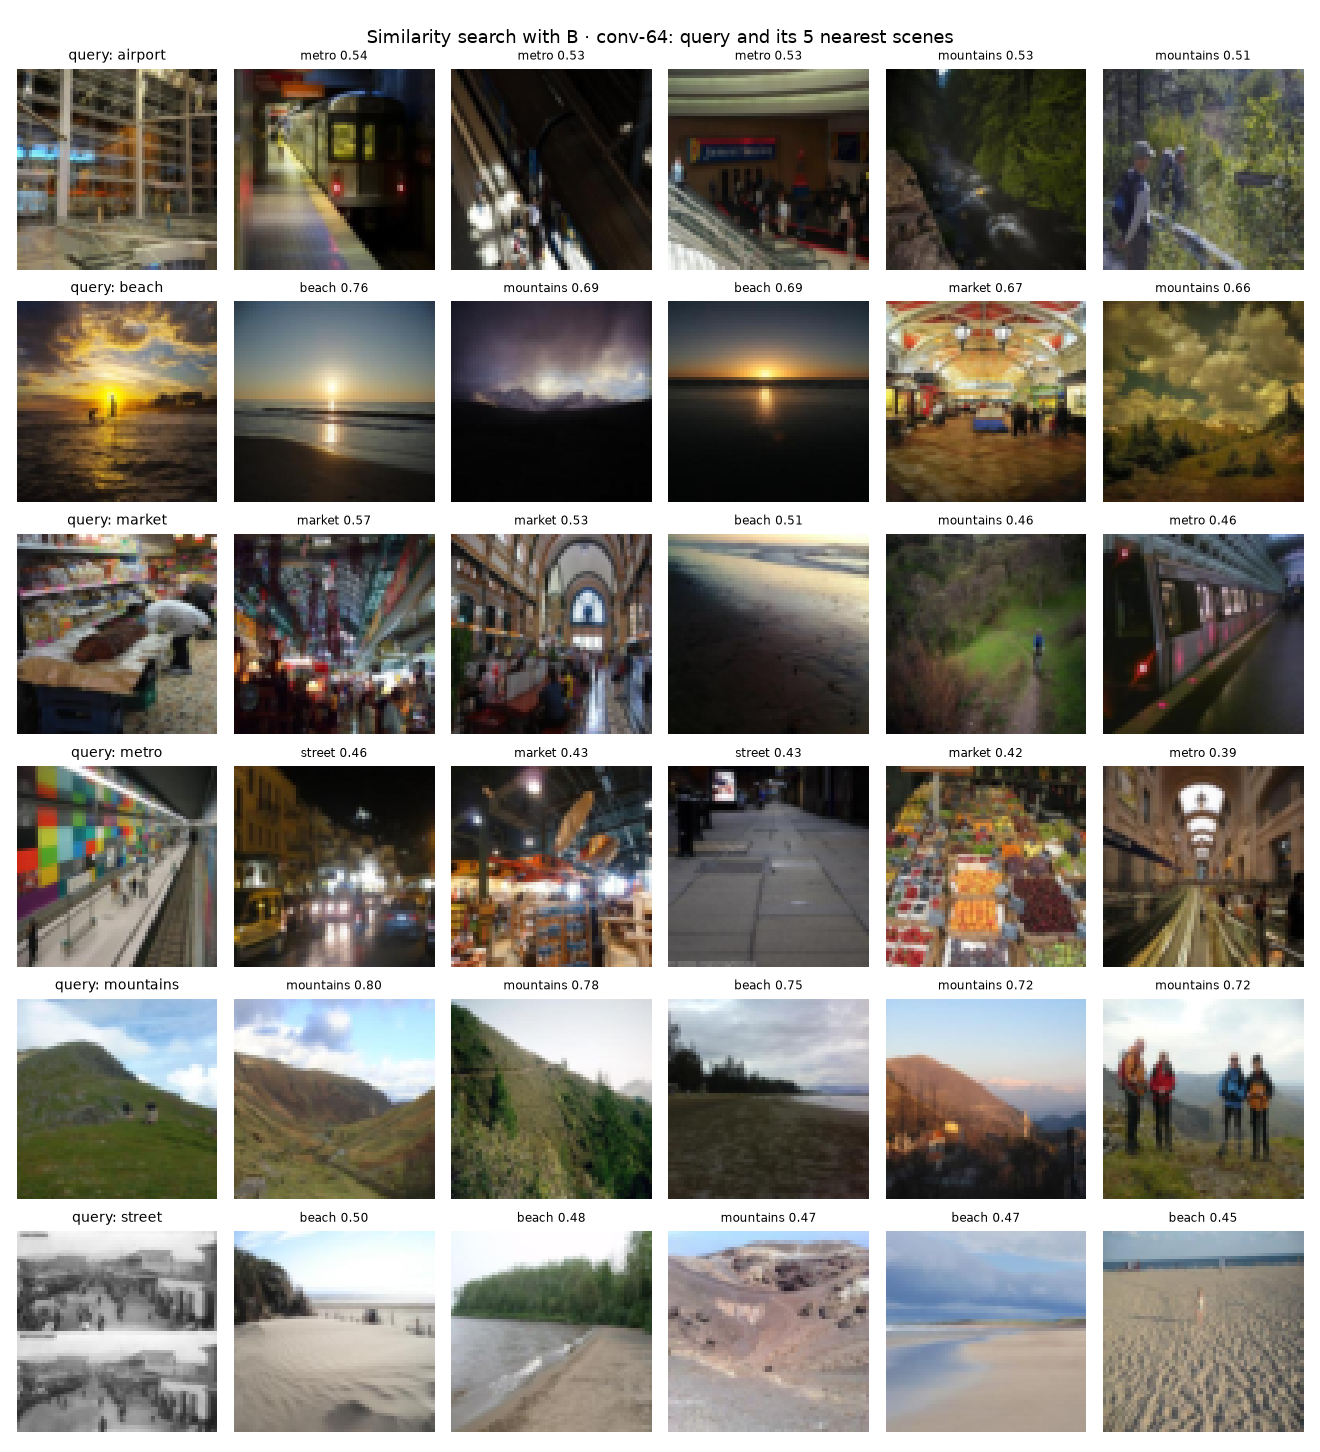 Similarity search with B · conv-64: query and its 5 nearest scenes
query: airport
metro 0.54
metro 0.53
metro 0.53
mountains 0.53
mountains 0.51
query: beach
beach 0.76
mountains 0.69
beach 0.69
market 0.67
mountains 0.66
query: market
market 0.57
market 0.53
beach 0.51
mountains 0.46
metro 0.46
query: metro
street 0.46
market 0.43
street 0.43
market 0.42
metro 0.39
query: mountains
mountains 0.80
mountains 0.78
beach 0.75
mountains 0.72
mountains 0.72
query: street
beach 0.50
beach 0.48
mountains 0.47
beach 0.47
beach 0.45